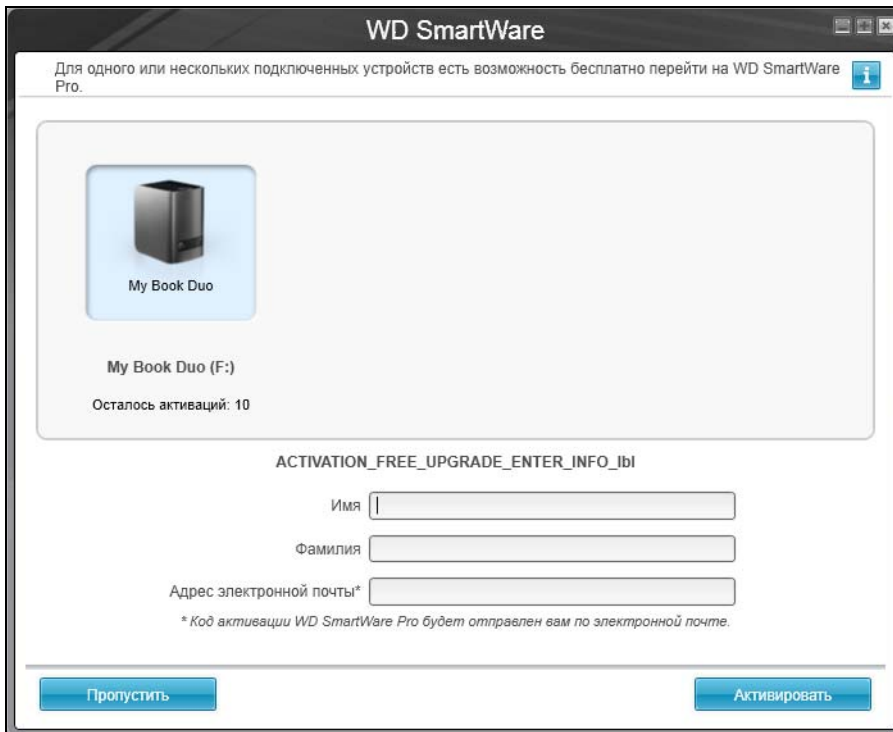 WD SmartWare
Для одного или нескольких подключенных устройств есть возможность бесплатно перейти на WD SmartWare
Pro.
My Book Duo
My Book Duo (F:)
Осталось активаций: 10
ACTIVATION_FREE_UPGRADE_ENTER_INFO_lbl
Имя
Фамилия
Адрес электронной почты*
* Код активации WD SmartWare Pro будет отправлен вам по электронной почте.
Пропустить
Активировать